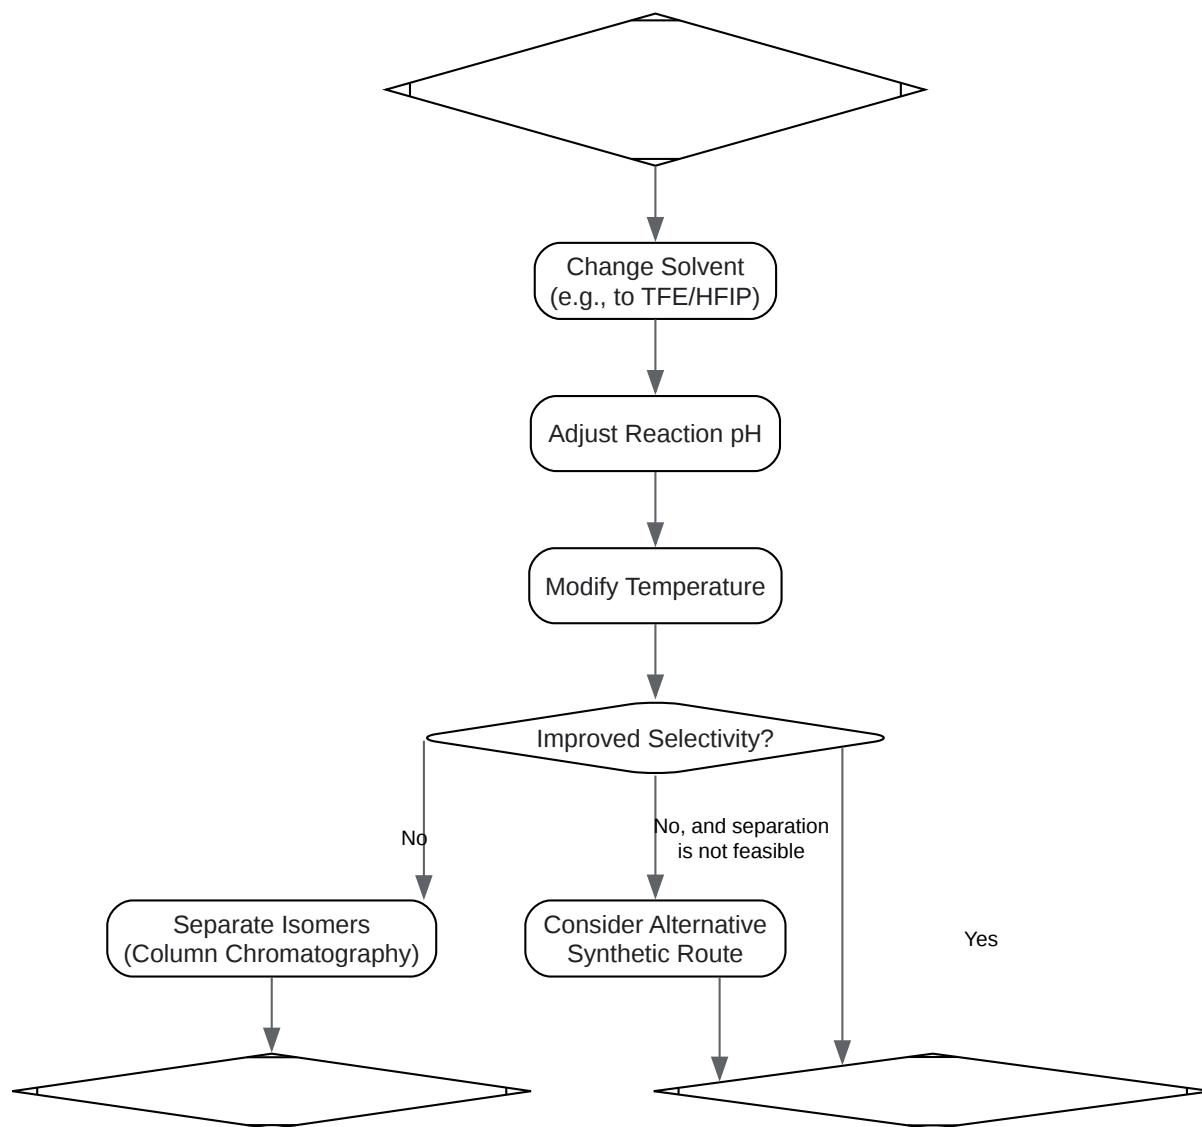 Change Solvent
(e.g., to TFE/HFIP)
Adjust Reaction pH
Modify Temperature
Improved Selectivity?
No
No, and separation
is not feasible
Separate Isomers
(Column Chromatography)
Consider Alternative
Synthetic Route
Yes